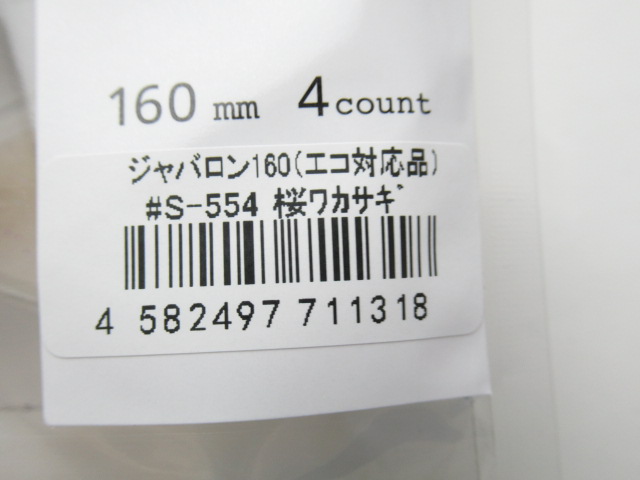 160 mm 4 count
ジャバロン160(エコ対応品)
#S-554 桜ワカサギ
4 582497 711318